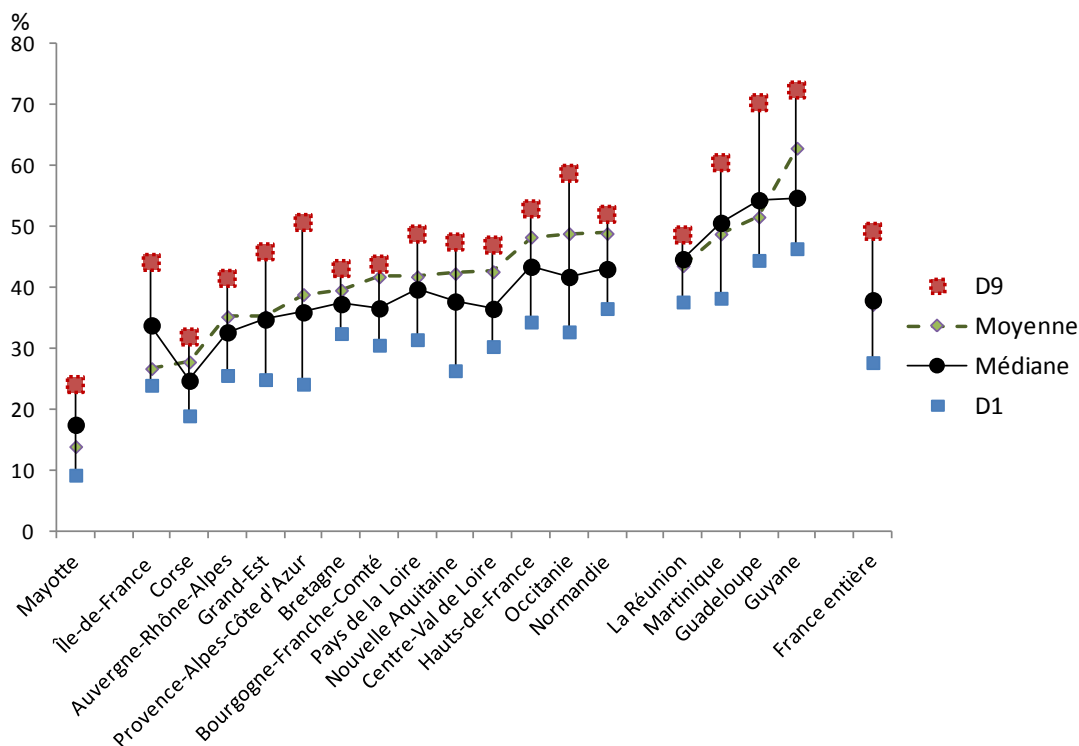 %
80
70
60
50
40
30
20
10
0
Mayotte
Île-de-France
Corse
Auvergne-Rhône-Alpes
Grand-Est
Provence-Alpes-Côte d'Azur
Bretagne
Bourgogne-Franche-Comté
Pays de la Loire
Nouvelle Aquitaine
Centre-Val de Loire
Hauts-de-France
Occitanie
Normandie
La Réunion
Martinique
Guadeloupe
Guyane
France entière
D9
Moyenne
Médiane
D1